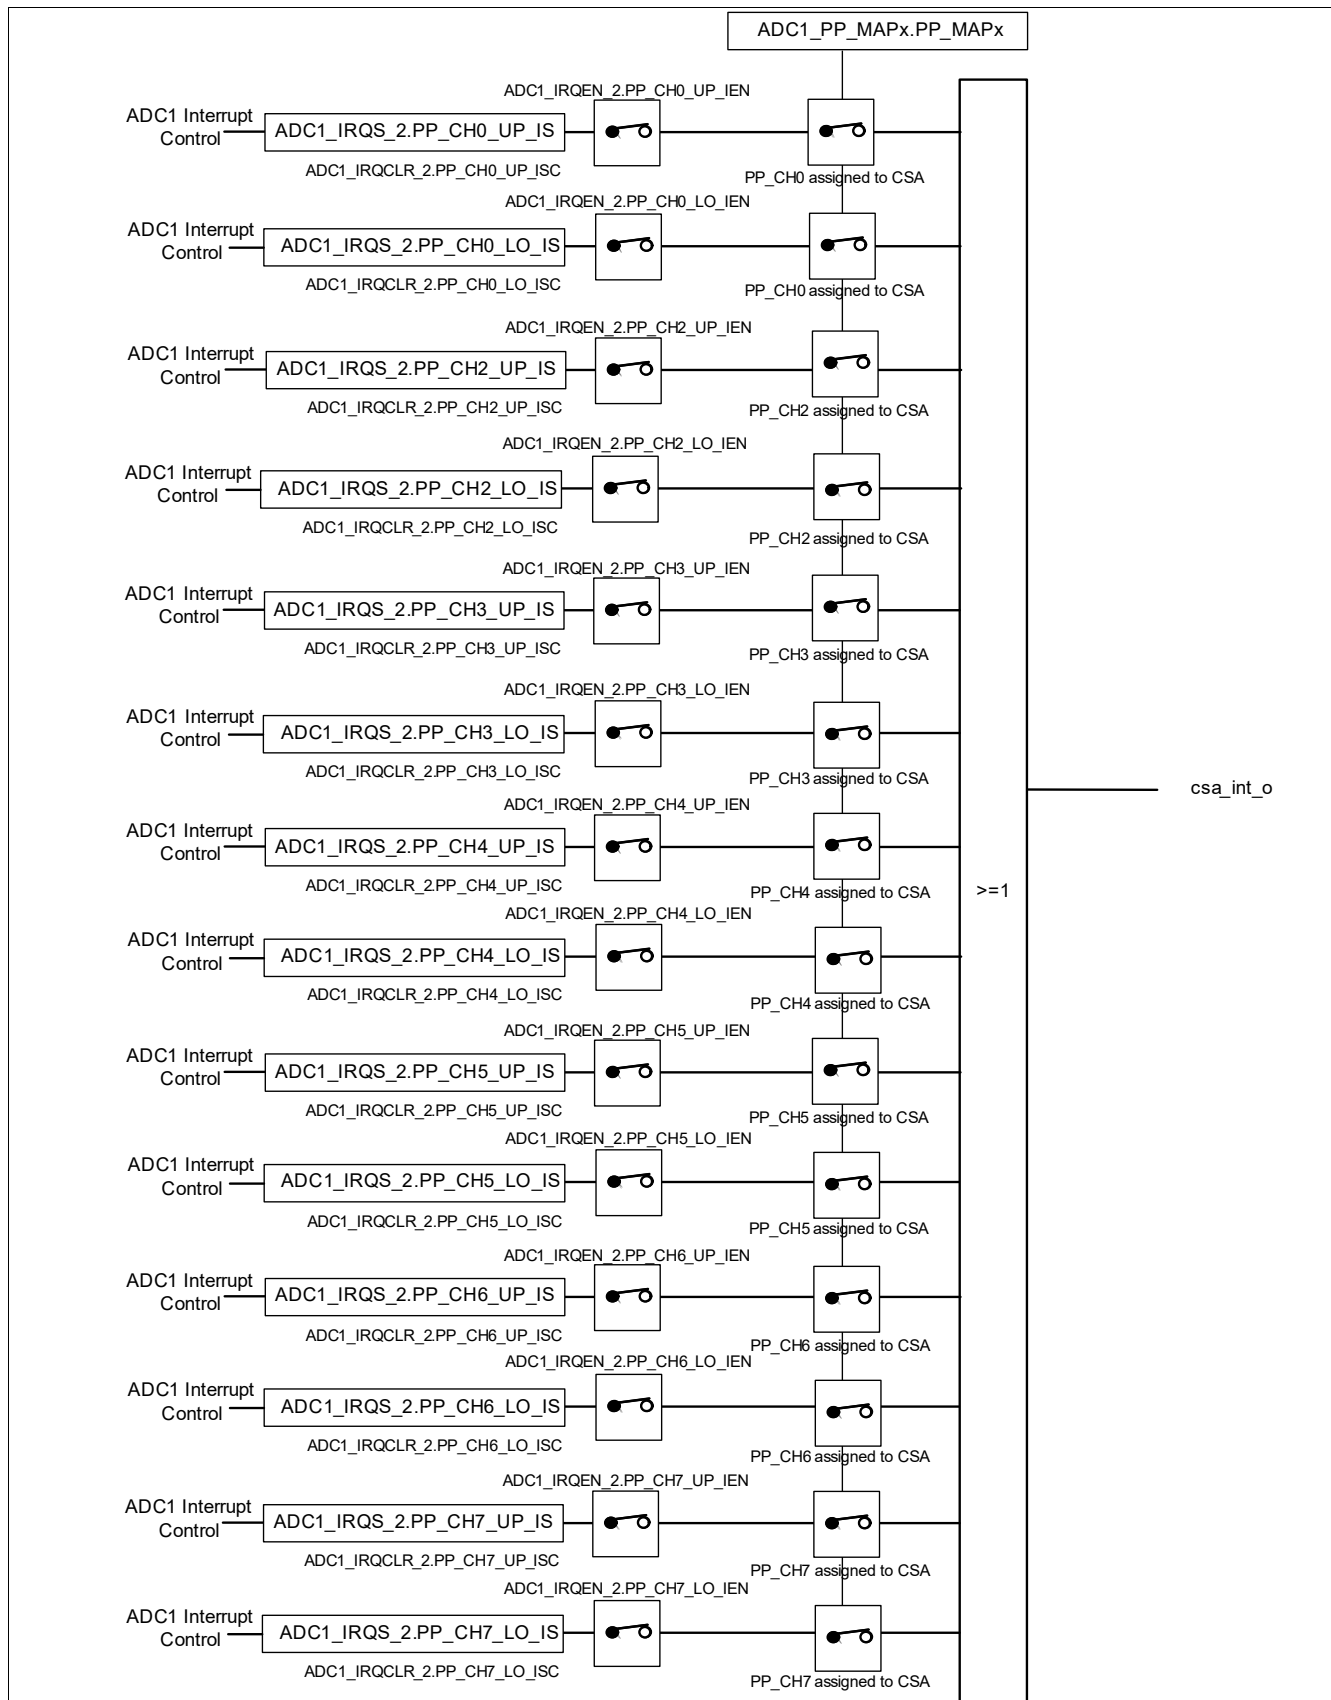 ADC1_PP_MAPx.PP_MAPx
ADC1_IRQEN_2.PP_CH0_UP_IEN
ADC1 Interrupt
Control
ADC1_IRQS_2.PP_CH0_UP_IS
ADC1_IRQCLR_2.PP_CH0_UP_ISC
PP_CH0 assigned to CSA
ADC1_IRQEN_2.PP_CH0_LO_IEN
ADC1 Interrupt
Control
ADC1_IRQS_2.PP_CH0_LO_IS
ADC1_IRQCLR_2.PP_CH0_LO_ISC
PP_CH0 assigned to CSA
ADC1_IRQEN_2.PP_CH2_UP_IEN
ADC1 Interrupt
Control
ADC1_IRQS_2.PP_CH2_UP_IS
ADC1_IRQCLR_2.PP_CH2_UP_ISC
PP_CH2 assigned to CSA
ADC1_IRQEN_2.PP_CH2_LO_IEN
ADC1 Interrupt
Control
ADC1_IRQS_2.PP_CH2_LO_IS
ADC1_IRQCLR_2.PP_CH2_LO_ISC
PP_CH2 assigned to CSA
ADC1_IRQEN_2.PP_CH3_UP_IEN
ADC1 Interrupt
Control
ADC1_IRQS_2.PP_CH3_UP_IS
ADC1_IRQCLR_2.PP_CH3_UP_ISC
PP_CH3 assigned to CSA
ADC1_IRQEN_2.PP_CH3_LO_IEN
ADC1 Interrupt
Control
ADC1_IRQS_2.PP_CH3_LO_IS
ADC1_IRQCLR_2.PP_CH3_LO_ISC
PP_CH3 assigned to CSA
csa_int_o
ADC1_IRQEN_2.PP_CH4_UP_IEN
ADC1 Interrupt
Control
ADC1_IRQS_2.PP_CH4_UP_IS
ADC1_IRQCLR_2.PP_CH4_UP_ISC
PP_CH4 assigned to CSA
>=1
ADC1_IRQEN_2.PP_CH4_LO_IEN
ADC1 Interrupt
Control
ADC1_IRQS_2.PP_CH4_LO_IS
ADC1_IRQCLR_2.PP_CH4_LO_ISC
PP_CH4 assigned to CSA
ADC1_IRQEN_2.PP_CH5_UP_IEN
ADC1 Interrupt
Control
ADC1_IRQS_2.PP_CH5_UP_IS
ADC1_IRQCLR_2.PP_CH5_UP_ISC
PP_CH5 assigned to CSA
ADC1_IRQEN_2.PP_CH5_LO_IEN
ADC1 Interrupt
Control
ADC1_IRQS_2.PP_CH5_LO_IS
ADC1_IRQCLR_2.PP_CH5_LO_ISC
PP_CH5 assigned to CSA
ADC1_IRQEN_2.PP_CH6_UP_IEN
ADC1 Interrupt
Control
ADC1_IRQS_2.PP_CH6_UP_IS
ADC1_IRQCLR_2.PP_CH6_UP_ISC
PP_CH6 assigned to CSA
ADC1_IRQEN_2.PP_CH6_LO_IEN
ADC1 Interrupt
Control
ADC1_IRQS_2.PP_CH6_LO_IS
ADC1_IRQCLR_2.PP_CH6_LO_ISC
PP_CH6 assigned to CSA
ADC1_IRQEN_2.PP_CH7_UP_IEN
ADC1 Interrupt
Control
ADC1_IRQS_2.PP_CH7_UP_IS
ADC1_IRQCLR_2.PP_CH7_UP_ISC
PP_CH7 assigned to CSA
ADC1_IRQEN_2.PP_CH7_LO_IEN
ADC1 Interrupt
Control
ADC1_IRQS_2.PP_CH7_LO_IS
ADC1_IRQCLR_2.PP_CH7_LO_ISC
PP_CH7 assigned to CSA